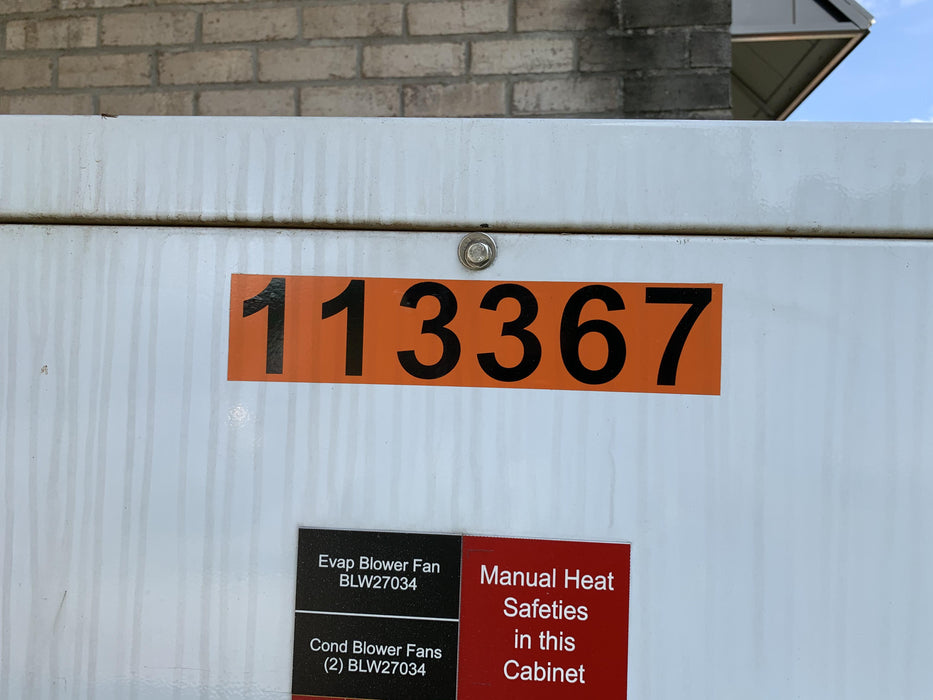 113367
Evap Blower Fan
BLW27034
Cond Blower Fans
(2) BLW27034
Manual Heat
Safeties
in this
Cabinet